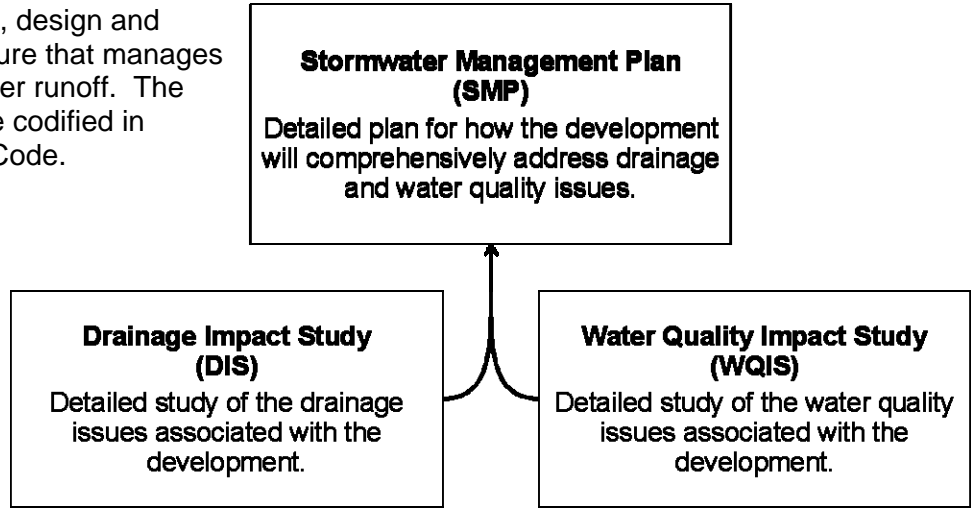 , design and
ure that manages
er runoff. The
e codified in
Code.
Stormwater Management Plan
(SMP)
Detailed plan for how the development
will comprehensively address drainage
and water quality issues.
Drainage Impact Study
(DIS)
Detailed study of the drainage
issues associated with the
development.
Water Quality Impact Study
(WQIS)
Detailed study of the water quality
issues associated with the
development.